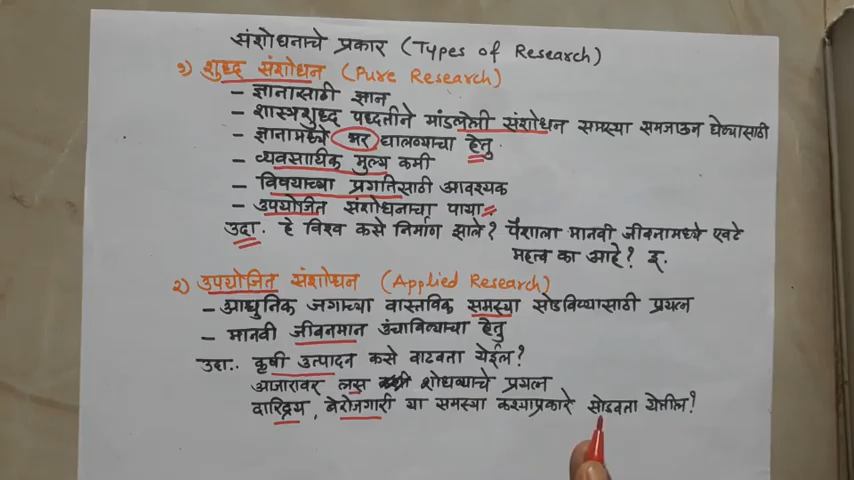 संशोधनाचे प्रकार (Types of Research)
१) शुध्द संशोधन (Pure Research)
– ज्ञानासाठी ज्ञान
– शास्त्रशुध्द पध्दतीने मांडलेली संशोधन समस्या समजाऊन घेण्यासाठी
– ज्ञानामध्ये भर घालण्याचा हेतु.
– व्यवसायिक मुल्य कमी
– विषयाच्या प्रगतिसाठी आवश्यक
– उपयोजित संशोधनाचा पाया
उदा. हे विश्व कसे निर्माण झाले? पैशाला मानवी जीवनामध्ये एवढे
महत्व का आहे? इ.
२) उपयोजित संशोधन (Applied Research)
– आधुनिक जगाच्या वास्तविक समस्या सोडविण्यासाठी प्रयत्न
– मानवी जीवनमान उंचाविण्याचा हेतु
उदा.. कृषी उत्पादन कसे वाढवता येईल?
आजारावर लस शोधण्याचे प्रयत्न
दारिद्र्य, बेरोजगारी या समस्या कश्याप्रकारे सोडवता येतील?